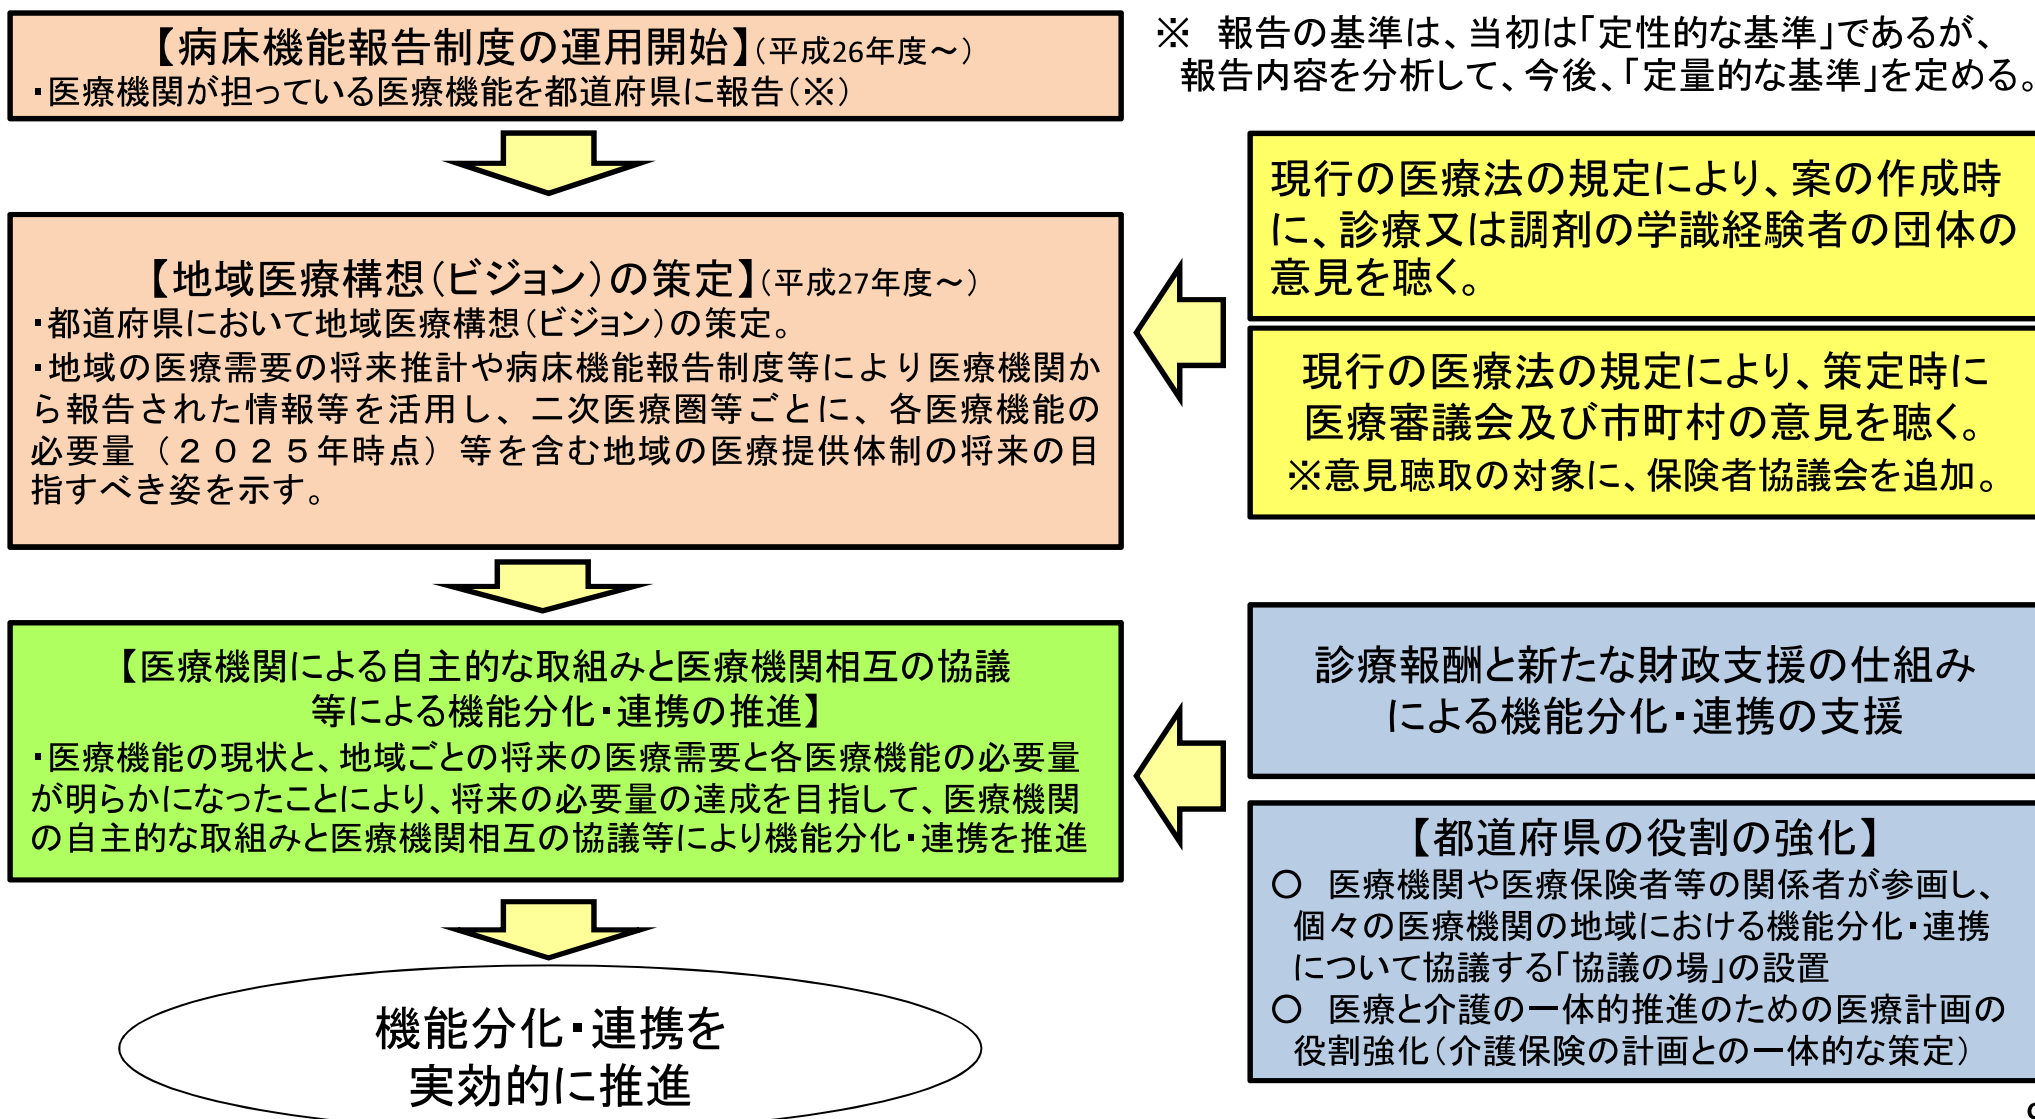 【病床機能報告制度の運用開始】(平成26年度～)
・医療機関が担っている医療機能を都道府県に報告(※)
※　報告の基準は、当初は「定性的な基準」であるが、
報告内容を分析して、今後、「定量的な基準」を定める。
【地域医療構想(ビジョン)の策定】(平成27年度～)
・都道府県において地域医療構想(ビジョン)の策定。
・地域の医療需要の将来推計や病床機能報告制度等により医療機関か
ら報告された情報等を活用し、二次医療圏等ごとに、各医療機能の
必要量（２０２５年時点）等を含む地域の医療提供体制の将来の目
指すべき姿を示す。
現行の医療法の規定により、案の作成時
に、診療又は調剤の学識経験者の団体の
意見を聴く。
現行の医療法の規定により、策定時に
医療審議会及び市町村の意見を聴く。
※意見聴取の対象に、保険者協議会を追加。
【医療機関による自主的な取組みと医療機関相互の協議
等による機能分化・連携の推進】
・医療機能の現状と、地域ごとの将来の医療需要と各医療機能の必要量
が明らかになったことにより、将来の必要量の達成を目指して、医療機関
の自主的な取組みと医療機関相互の協議等により機能分化・連携を推進
診療報酬と新たな財政支援の仕組み
による機能分化・連携の支援
【都道府県の役割の強化】
○　医療機関や医療保険者等の関係者が参画し、
個々の医療機関の地域における機能分化・連携
について協議する「協議の場」の設置
○　医療と介護の一体的推進のための医療計画の
役割強化(介護保険の計画との一体的な策定)
機能分化・連携を
実効的に推進